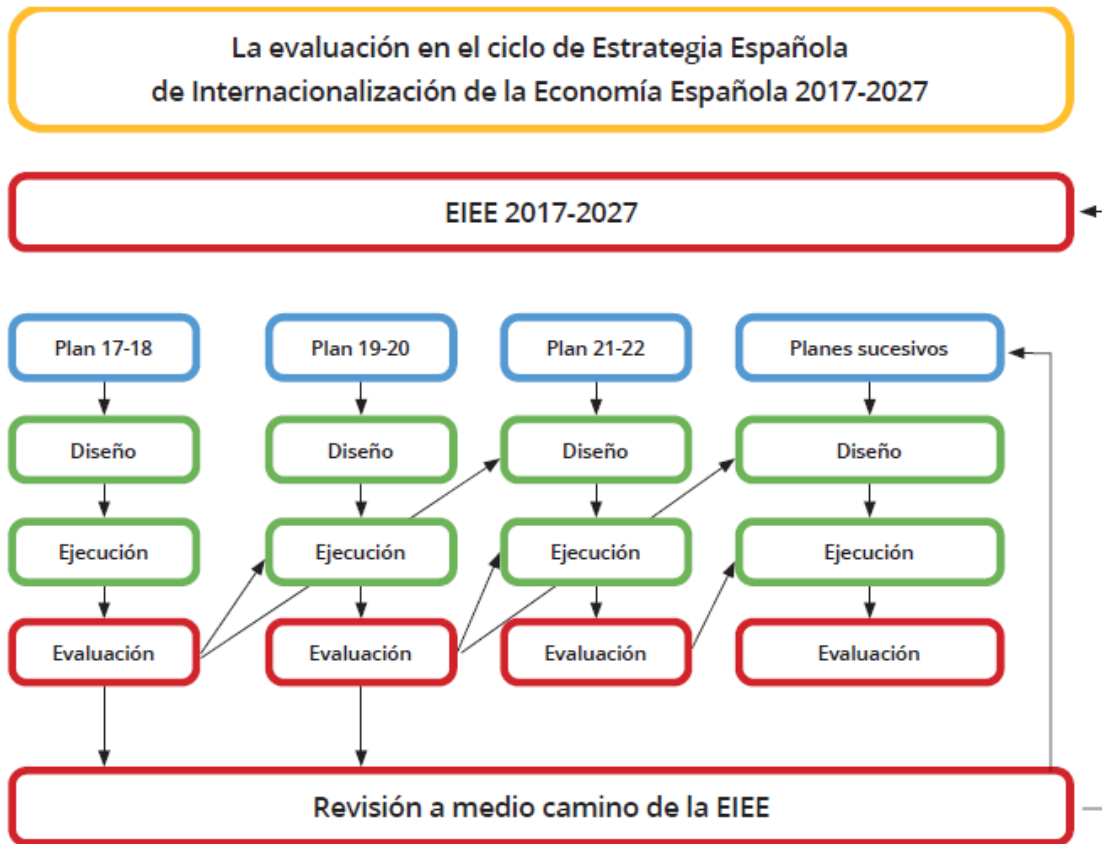 La evaluación en el ciclo de Estrategia Española
de Internacionalización de la Economía Española 2017-2027
EIEE 2017-2027
Plan 17-18
Plan 19-20
Plan 21-22
Planes sucesivos
Diseño
Diseño
Diseño
Diseño
Ejecución
Ejecución
Ejecución
Ejecución
Evaluación
Evaluación
Evaluación
Evaluación
Revisión a medio camino de la EIEE